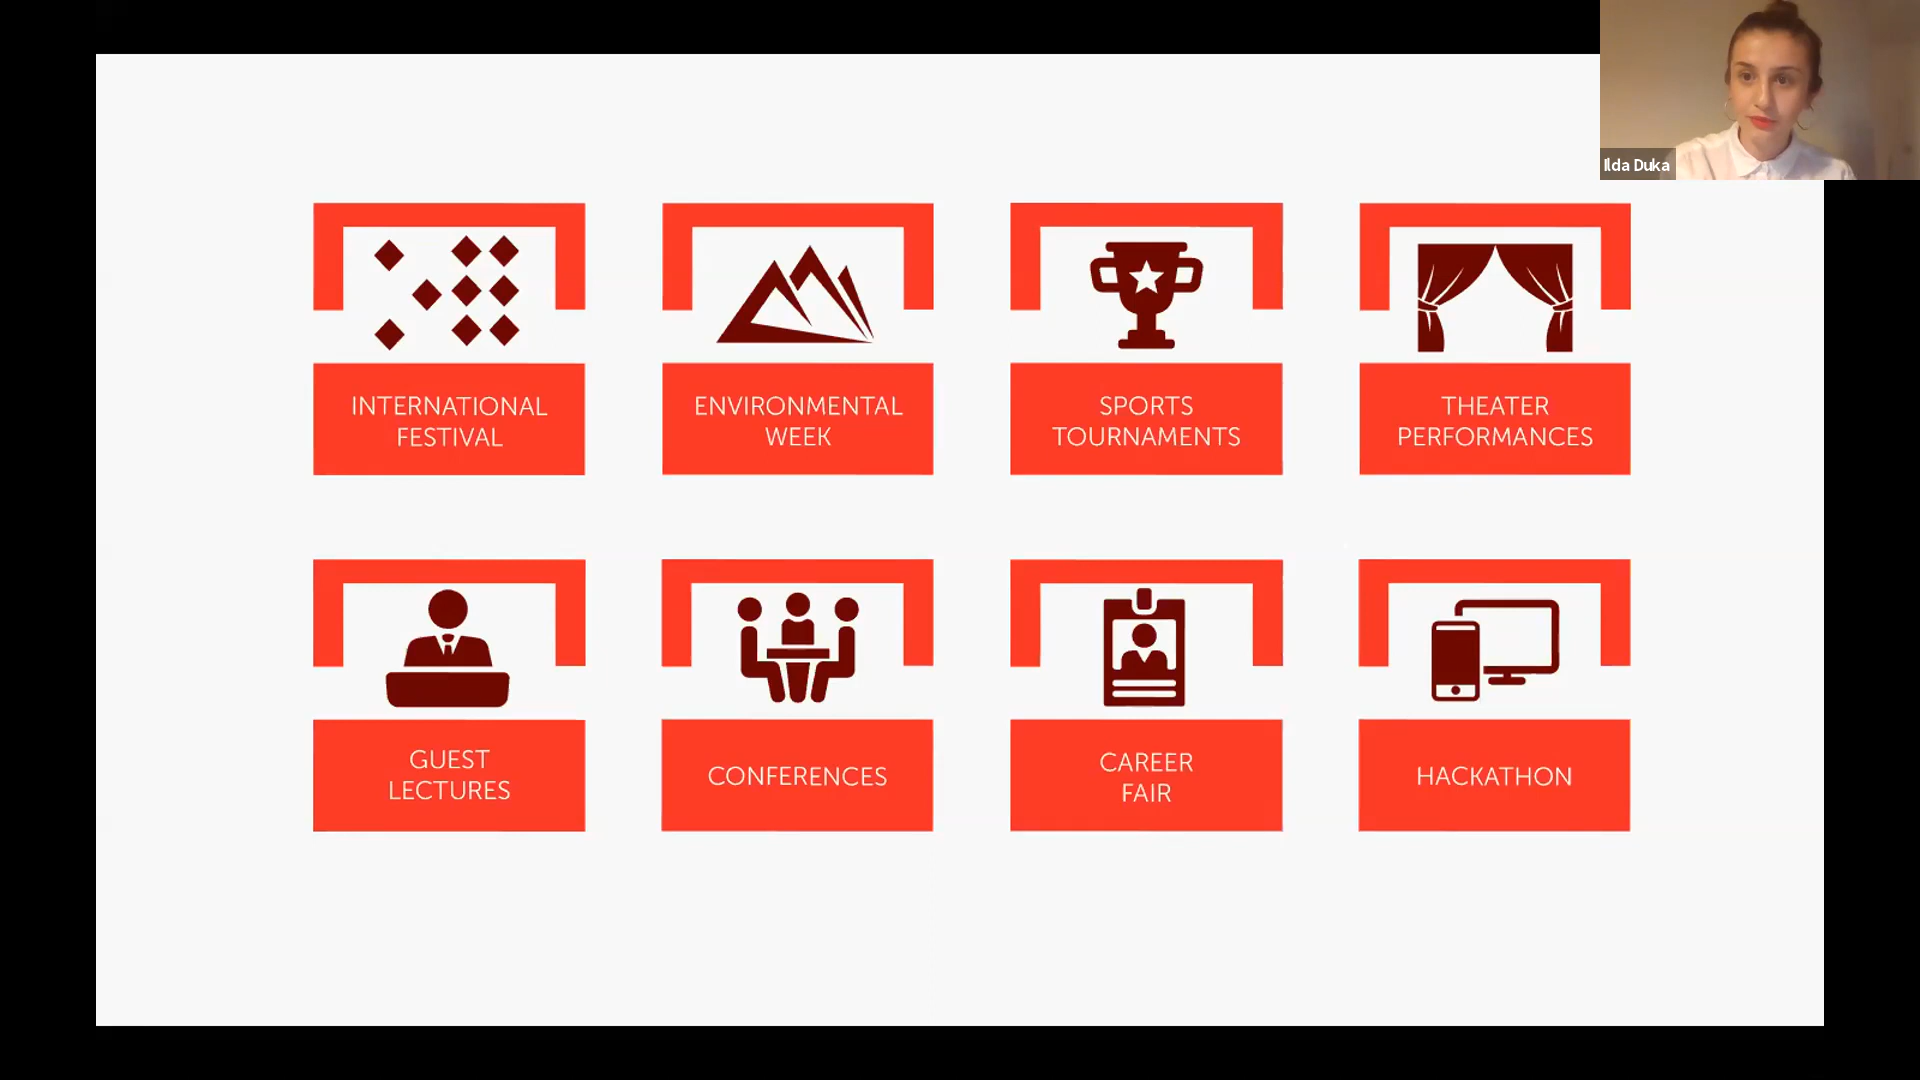 Ilda Duka
INTERNATIONAL
FESTIVAL
ENVIRONMENTAL
WEEK
SPORTS
TOURNAMENTS
THEATER
PERFORMANCES
GUEST
LECTURES
CONFERENCES
CAREER
FAIR
HACKATHON